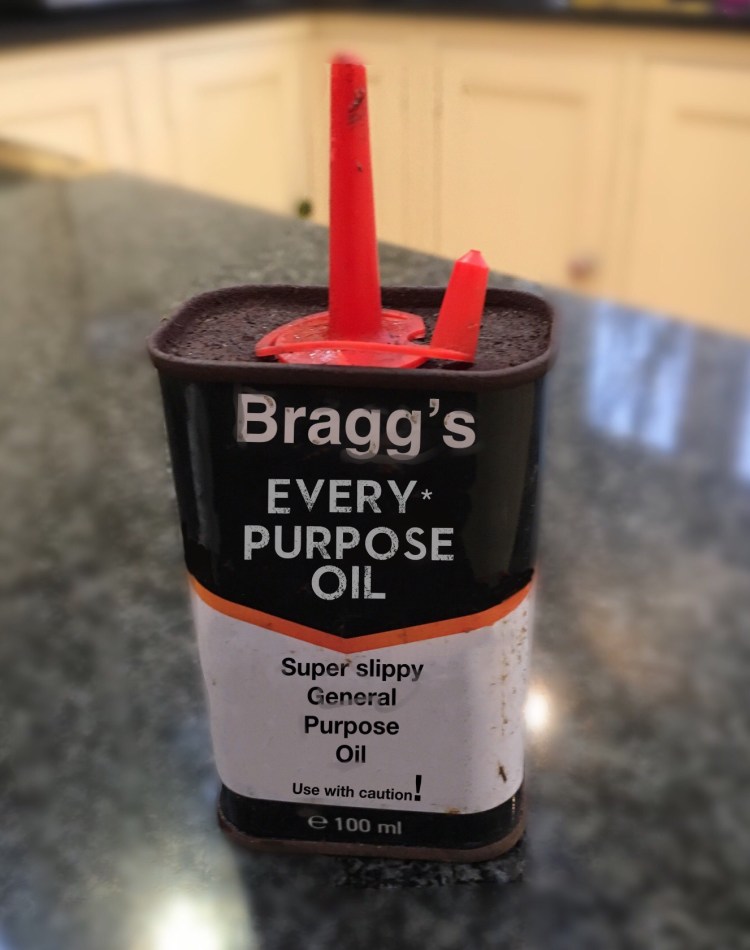 Bragg’s
EVERY*
PURPOSE
OIL
Super slippy
General
Purpose
Oil
Use with caution!
℮ 100 ml